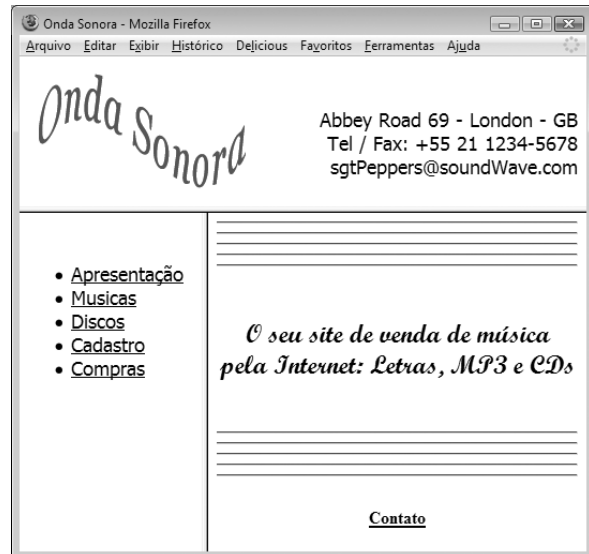 Onda Sonora - Mozilla Firefox
Arquivo Editar Exibir Histórico Delicious Favoritos Ferramentas Ajuda
Onda Sonora
Abbey Road 69 - London - GB
Tel / Fax: +55 21 1234-5678
sgtPeppers@soundWave.com
• Apresentação
• Musicas
• Discos
• Cadastro
• Compras
O seu site de venda de música
pela Internet: Letras, MP3 e CDs
Contato